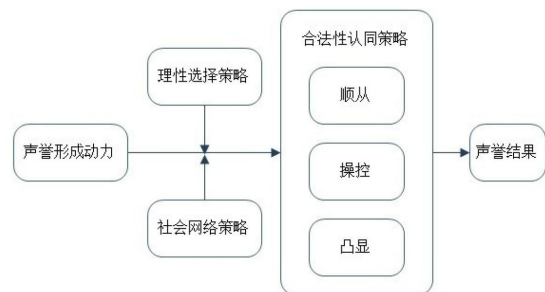 合法性认同策略
理性选择策略
顺从
声誉形成动力
操控
声誉结果
社会网络策略
凸显